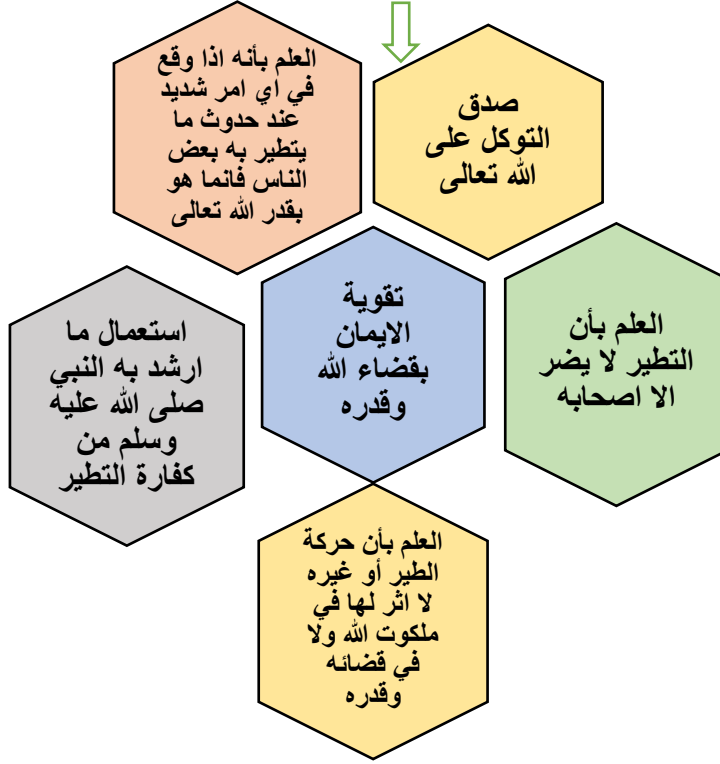 صدق
التوكل على
الله تعالى
العلم بأنه اذا وقع
في اي امر شديد
عند حدوث ما
يتطير به بعض
الناس فانما هو
بقدر الله تعالى
العلم بأن
التطير لا يضر
الا اصحابه
تقوية
الايمان
بقضاء الله
وقدره
استعمال ما
ارشد به النبي
صلى الله عليه
وسلم من
كفارة التطير
العلم بأن حركة
الطير أو غيره
لا اثر لها في
ملكوت الله ولا
في قضائه
وقدره